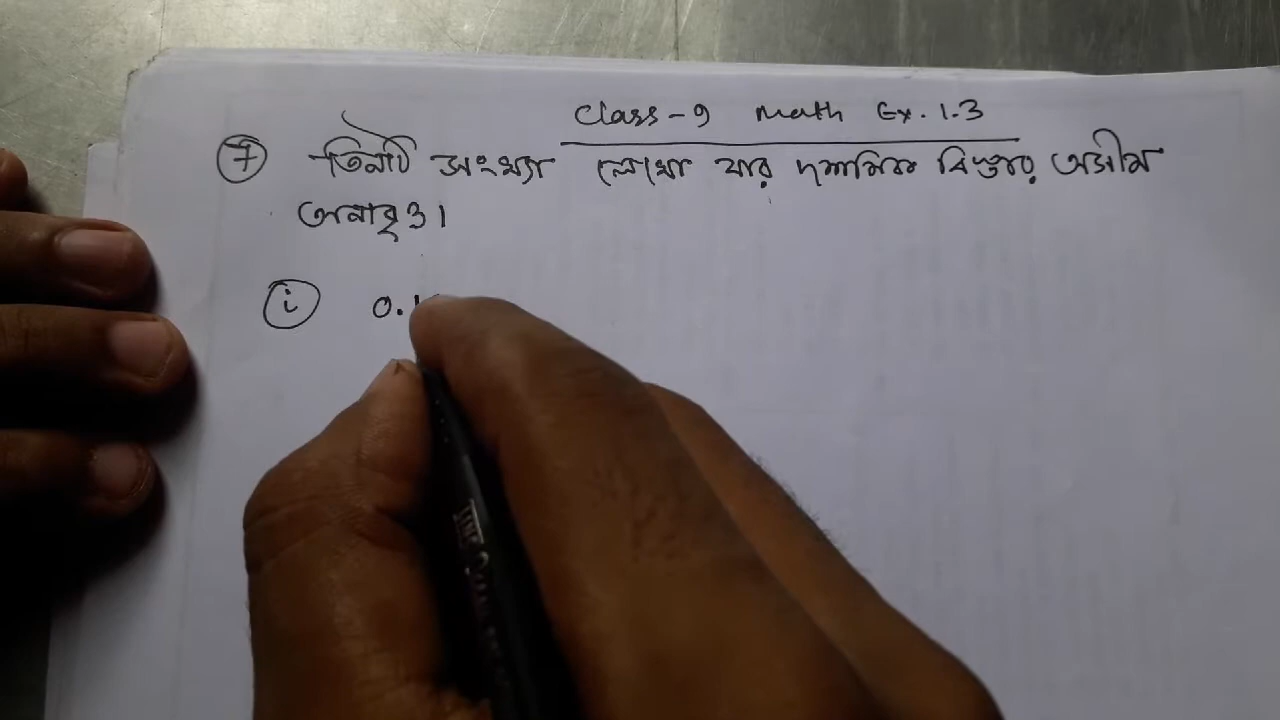 Class-9 Math Ex. 1.3
7 তিনটি সংখ্যা লেখো যার দশমিক বিস্তার অসীম
অনাবৃত।
i 0.1